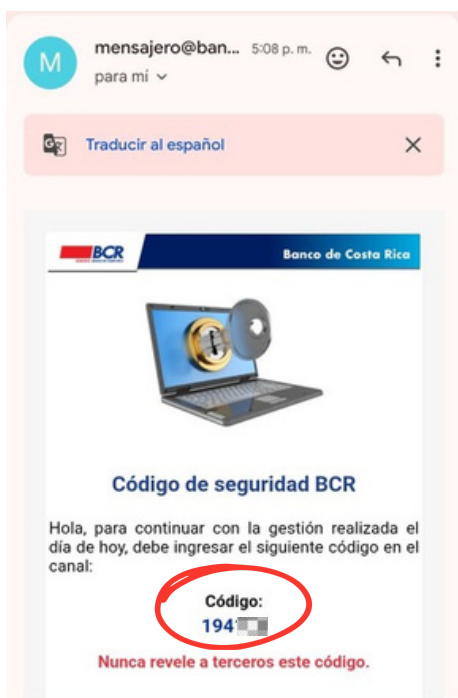 mensajero@ban... 5:08 p. m.
M
para mí
Traducir al español
BCR
Banco de Costa Rica
Código de seguridad BCR
Hola, para continuar con la gestión realizada el
día de hoy, debe ingresar el siguiente código en el
canal:
Código:
194
Nunca revele a terceros este código.